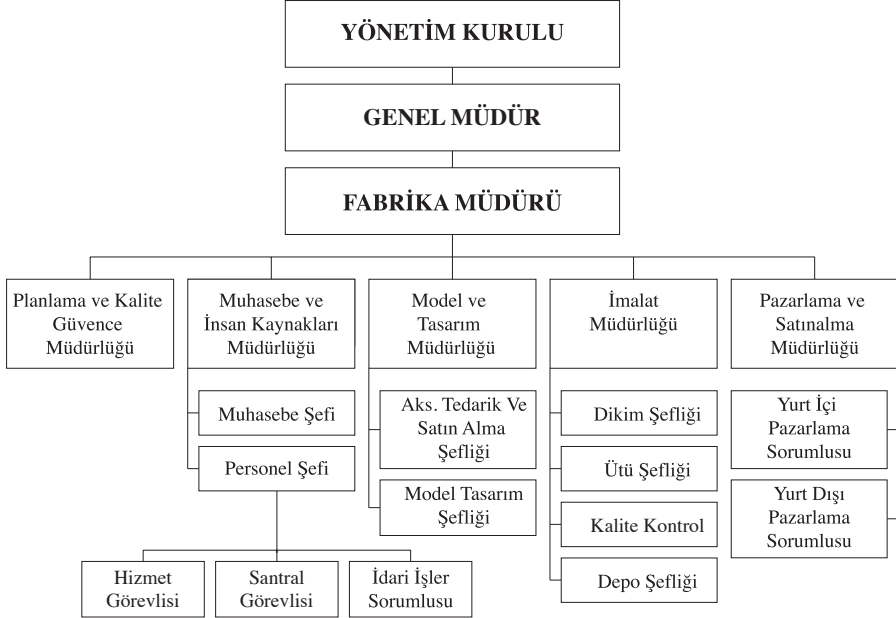 YÖNETİM KURULU
GENEL MÜDÜR
FABRİKA MÜDÜRÜ
Planlama ve Kalite
Güvence
Müdürlüğü
Muhasebe ve
İnsan Kaynakları
Müdürlüğü
Model ve
Tasarım
Müdürlüğü
İmalat
Müdürlüğü
Pazarlama ve
Satınalma
Müdürlüğü
Muhasebe Şefi
Personel Şefi
Hizmet
Görevlisi
Santral
Görevlisi
İdari İşler
Sorumlusu
Aks. Tedarik Ve
Satın Alma
Şefliği
Model Tasarım
Şefliği
Dikim Şefliği
Ütü Şefliği
Kalite Kontrol
Depo Şefliği
Yurt İçi
Pazarlama
Sorumlusu
Yurt Dışı
Pazarlama
Sorumlusu